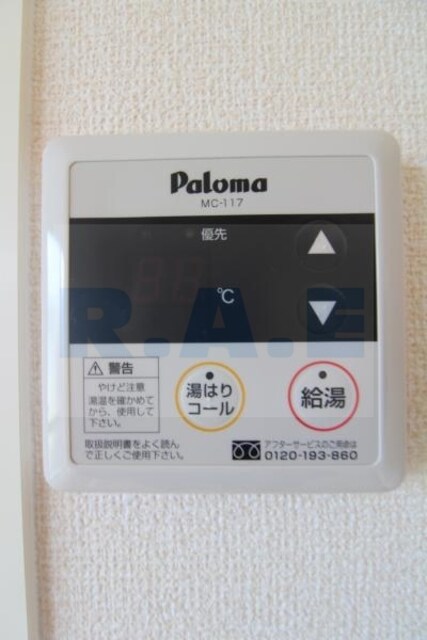 Paloma
MC-117
優先
℃
R.A.E
警告
やけど注意
湯温を確かめて
から、使用して
下さい。
湯はり
コール
給湯
取扱説明書をよく読ん
で正しくご使用下さい。
アフターサービスのご用命は
0120-193-860